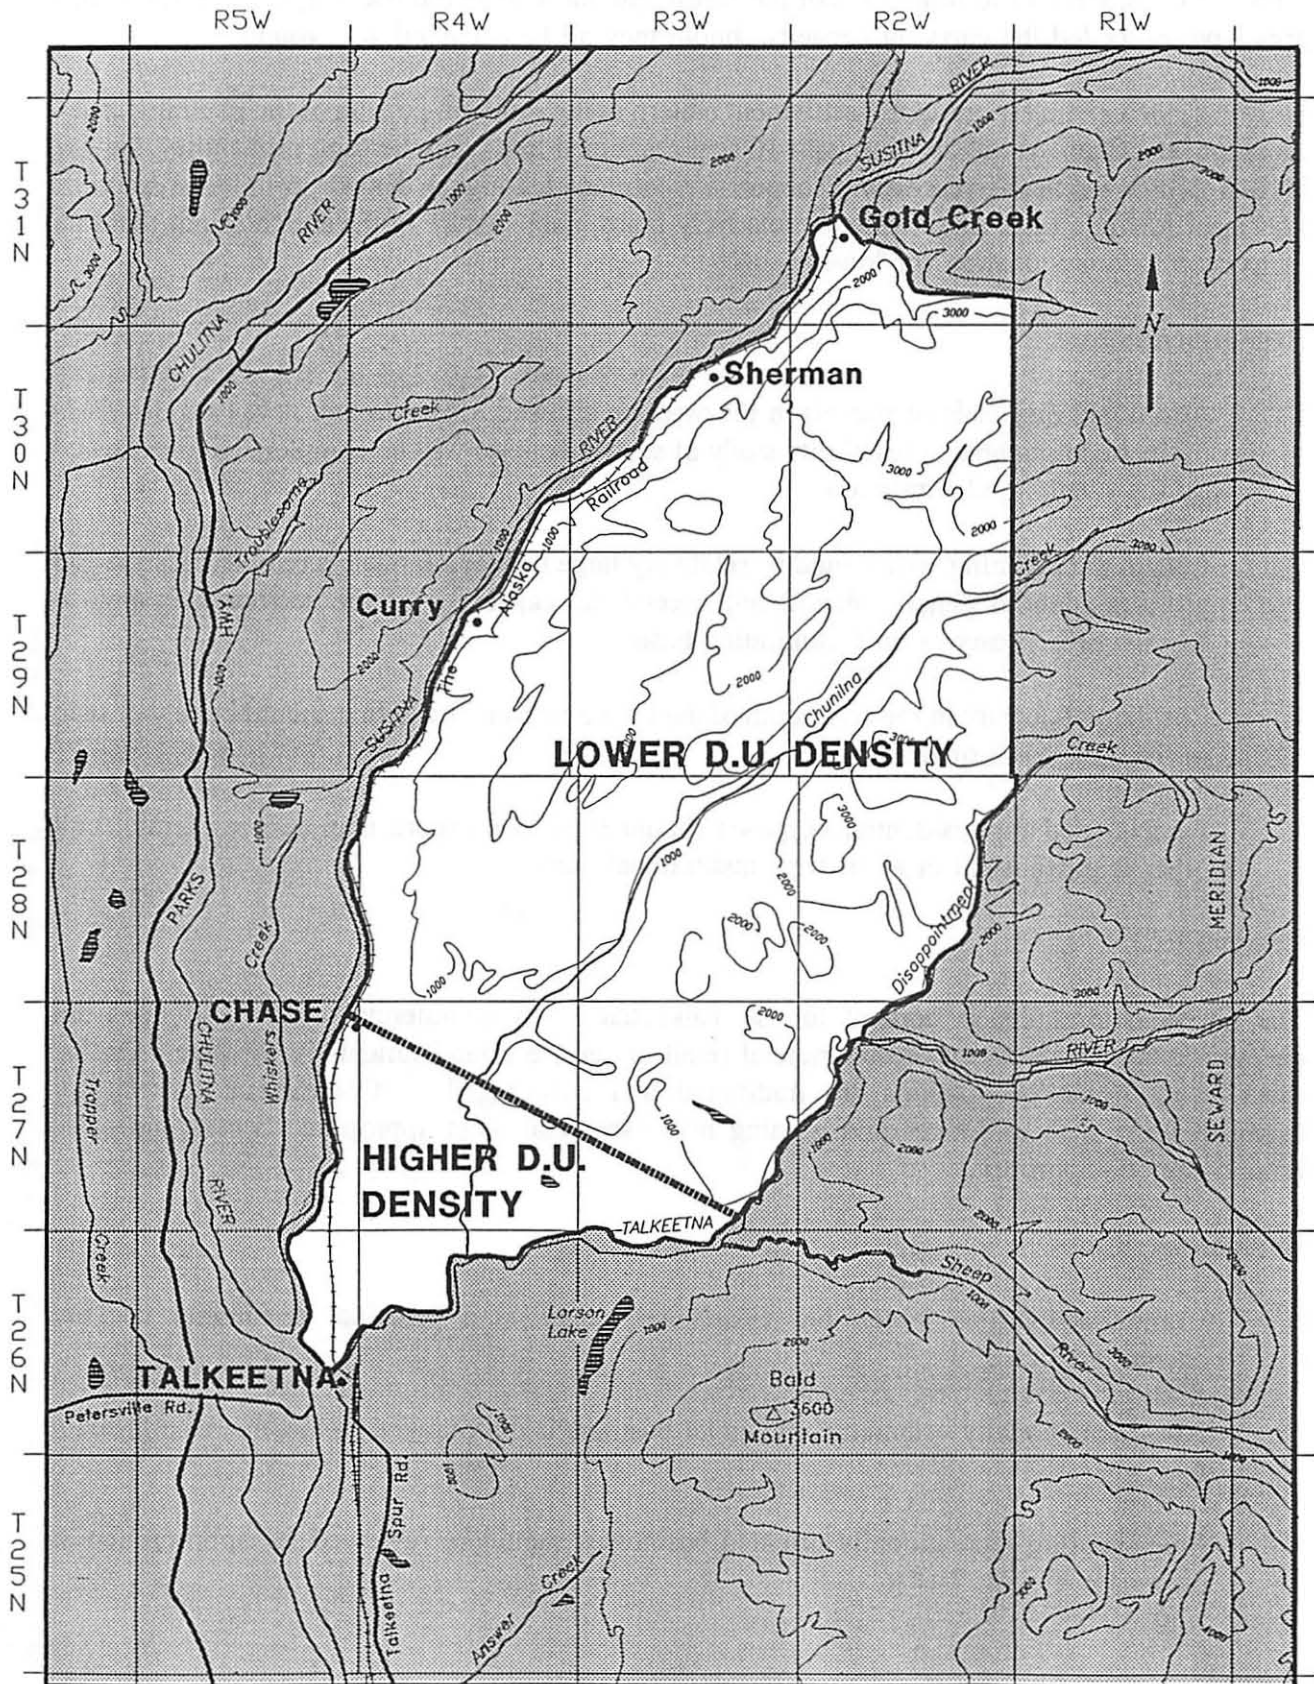 R5W R4W R3W R2W R1W
T31N
T30N
T29N
T28N
T27N
T26N
T25N
SUSITNA RIVER
Gold Creek
N
CHULITNA RIVER
Sherman
Troublesome Creek
RIVER
The Alaska Railroad
Curry
SUSITNA
HWY.
PARKS
Chunilna Creek
LOWER D.U. DENSITY
Creek
Disappointment
SEWARD MERIDIAN
CHASE
Whiskers Creek
CHULITNA RIVER
Trapper Creek
RIVER
HIGHER D.U.
DENSITY
TALKEETNA
Sheep River
Larson
Lake
TALKEETNA
Petersville Rd.
Bald
3600
Mountain
Talkeetna Spur Rd.
Answer Creek
1000
2000
3000
4000